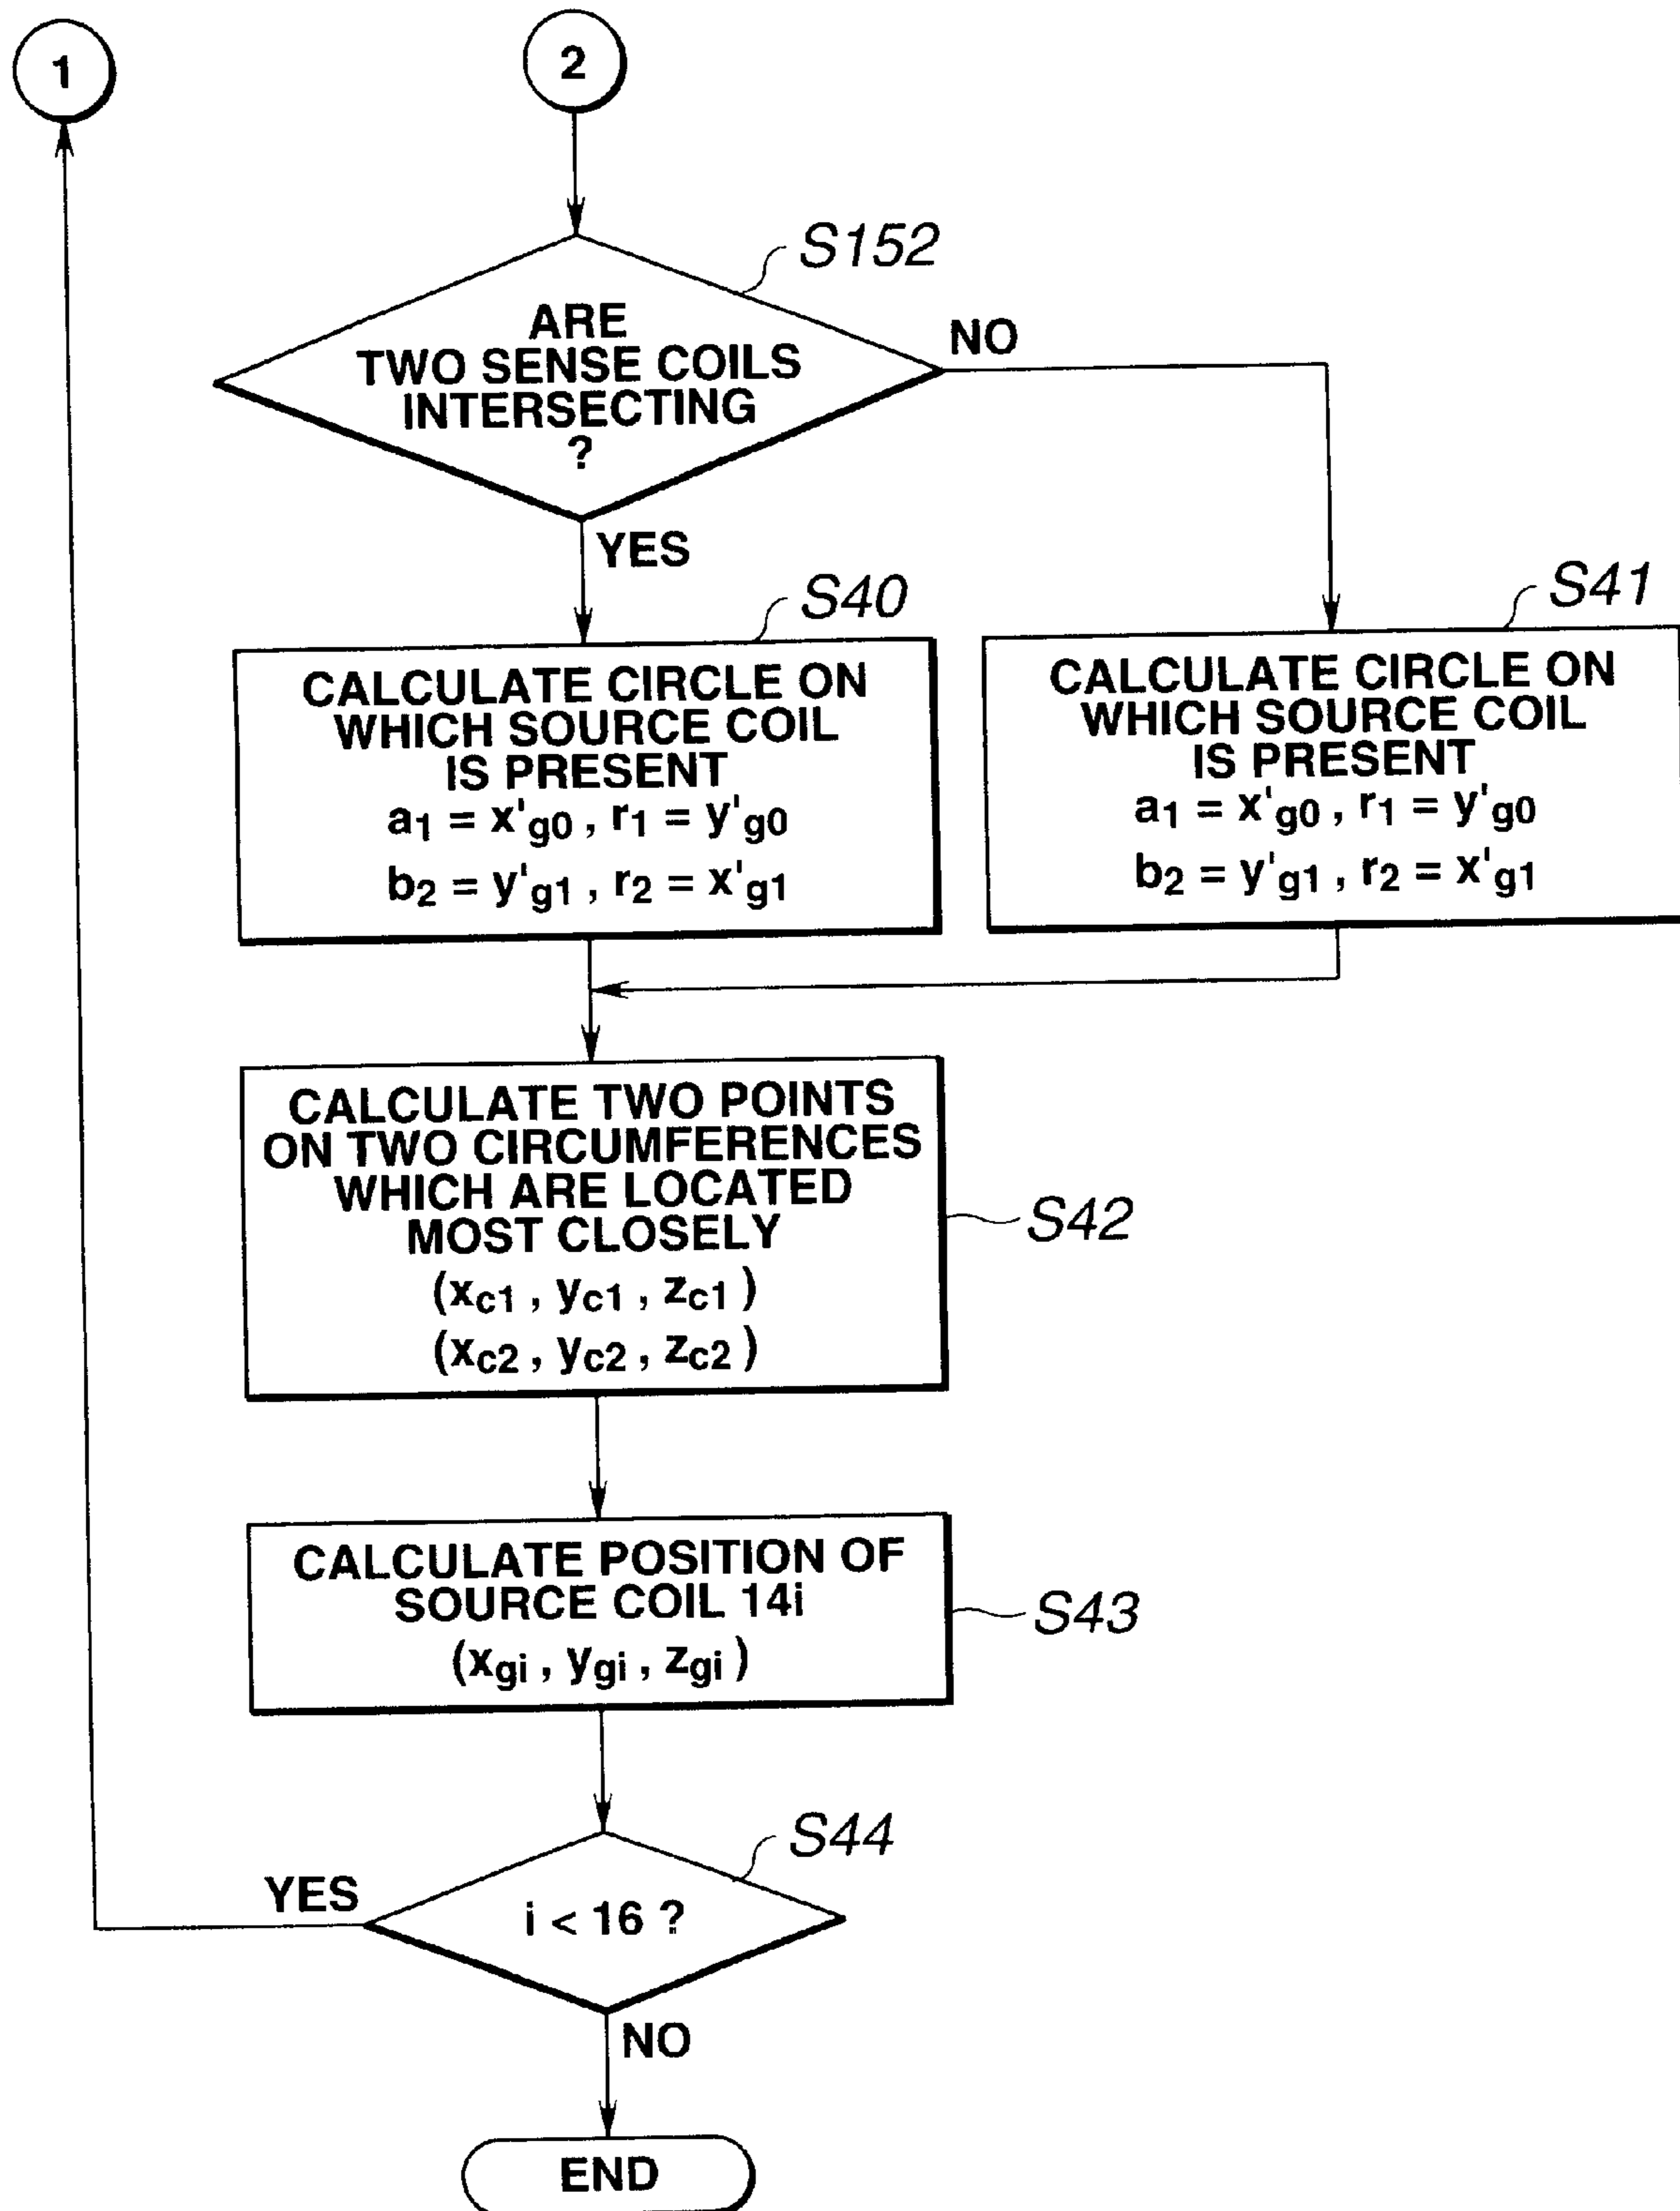 1
2
S152
ARE
TWO SENSE COILS
INTERSECTING
?
NO
YES
S40
CALCULATE CIRCLE ON
WHICH SOURCE COIL
IS PRESENT
a1 = x'g0 , r1 = y'g0
b2 = y'g1 , r2 = x'g1
S41
CALCULATE CIRCLE ON
WHICH SOURCE COIL
IS PRESENT
a1 = x'g0 , r1 = y'g0
b2 = y'g1 , r2 = x'g1
CALCULATE TWO POINTS
ON TWO CIRCUMFERENCES
WHICH ARE LOCATED
MOST CLOSELY
(xc1 , yc1 , zc1 )
(xc2 , yc2 , zc2 )
S42
CALCULATE POSITION OF
SOURCE COIL 14i
(xgi , ygi , zgi )
S43
S44
YES
i < 16 ?
NO
END